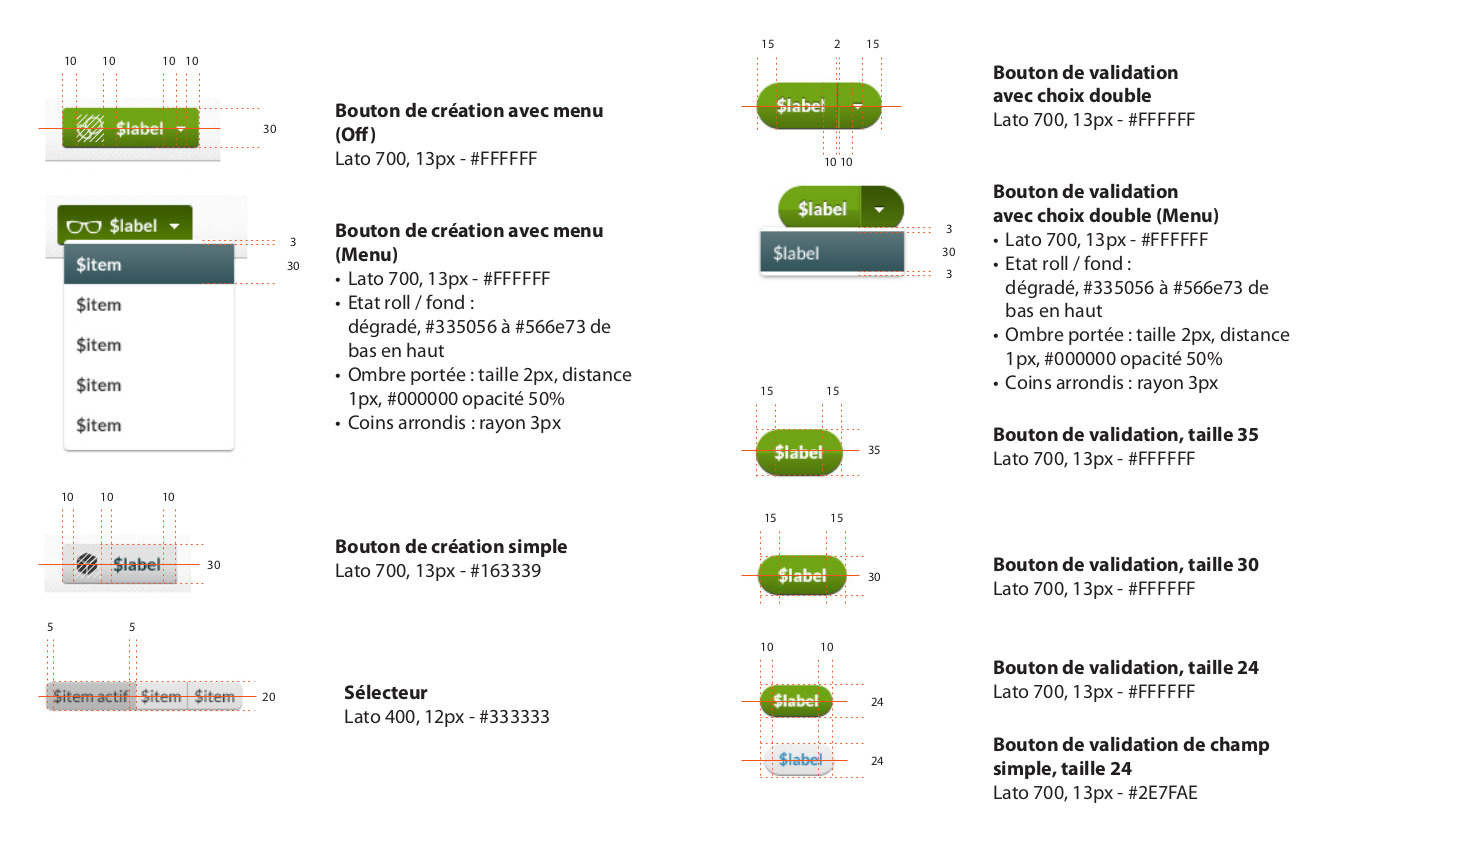 10 10 10 10
$label
30
Bouton de création avec menu
(Off)
Lato 700, 13px - #FFFFFF
$label
3
$item
30
$item
$item
$item
$item
Bouton de création avec menu
(Menu)
• Lato 700, 13px - #FFFFFF
• Etat roll / fond :
dégradé, #335056 à #566e73 de
bas en haut
• Ombre portée : taille 2px, distance
1px, #000000 opacité 50%
• Coins arrondis : rayon 3px
10 10 10
$label
30
Bouton de création simple
Lato 700, 13px - #163339
5 5
$item actif $item $item
20
Sélecteur
Lato 400, 12px - #333333
15 2 15
$label
10 10
Bouton de validation
avec choix double
Lato 700, 13px - #FFFFFF
$label
3
$label
30
3
Bouton de validation
avec choix double (Menu)
• Lato 700, 13px - #FFFFFF
• Etat roll / fond :
dégradé, #335056 à #566e73 de
bas en haut
• Ombre portée : taille 2px, distance
1px, #000000 opacité 50%
• Coins arrondis : rayon 3px
15 15
$label
35
Bouton de validation, taille 35
Lato 700, 13px - #FFFFFF
15 15
$label
30
Bouton de validation, taille 30
Lato 700, 13px - #FFFFFF
10 10
$label
24
Bouton de validation, taille 24
Lato 700, 13px - #FFFFFF
$label
24
Bouton de validation de champ
simple, taille 24
Lato 700, 13px - #2E7FAE